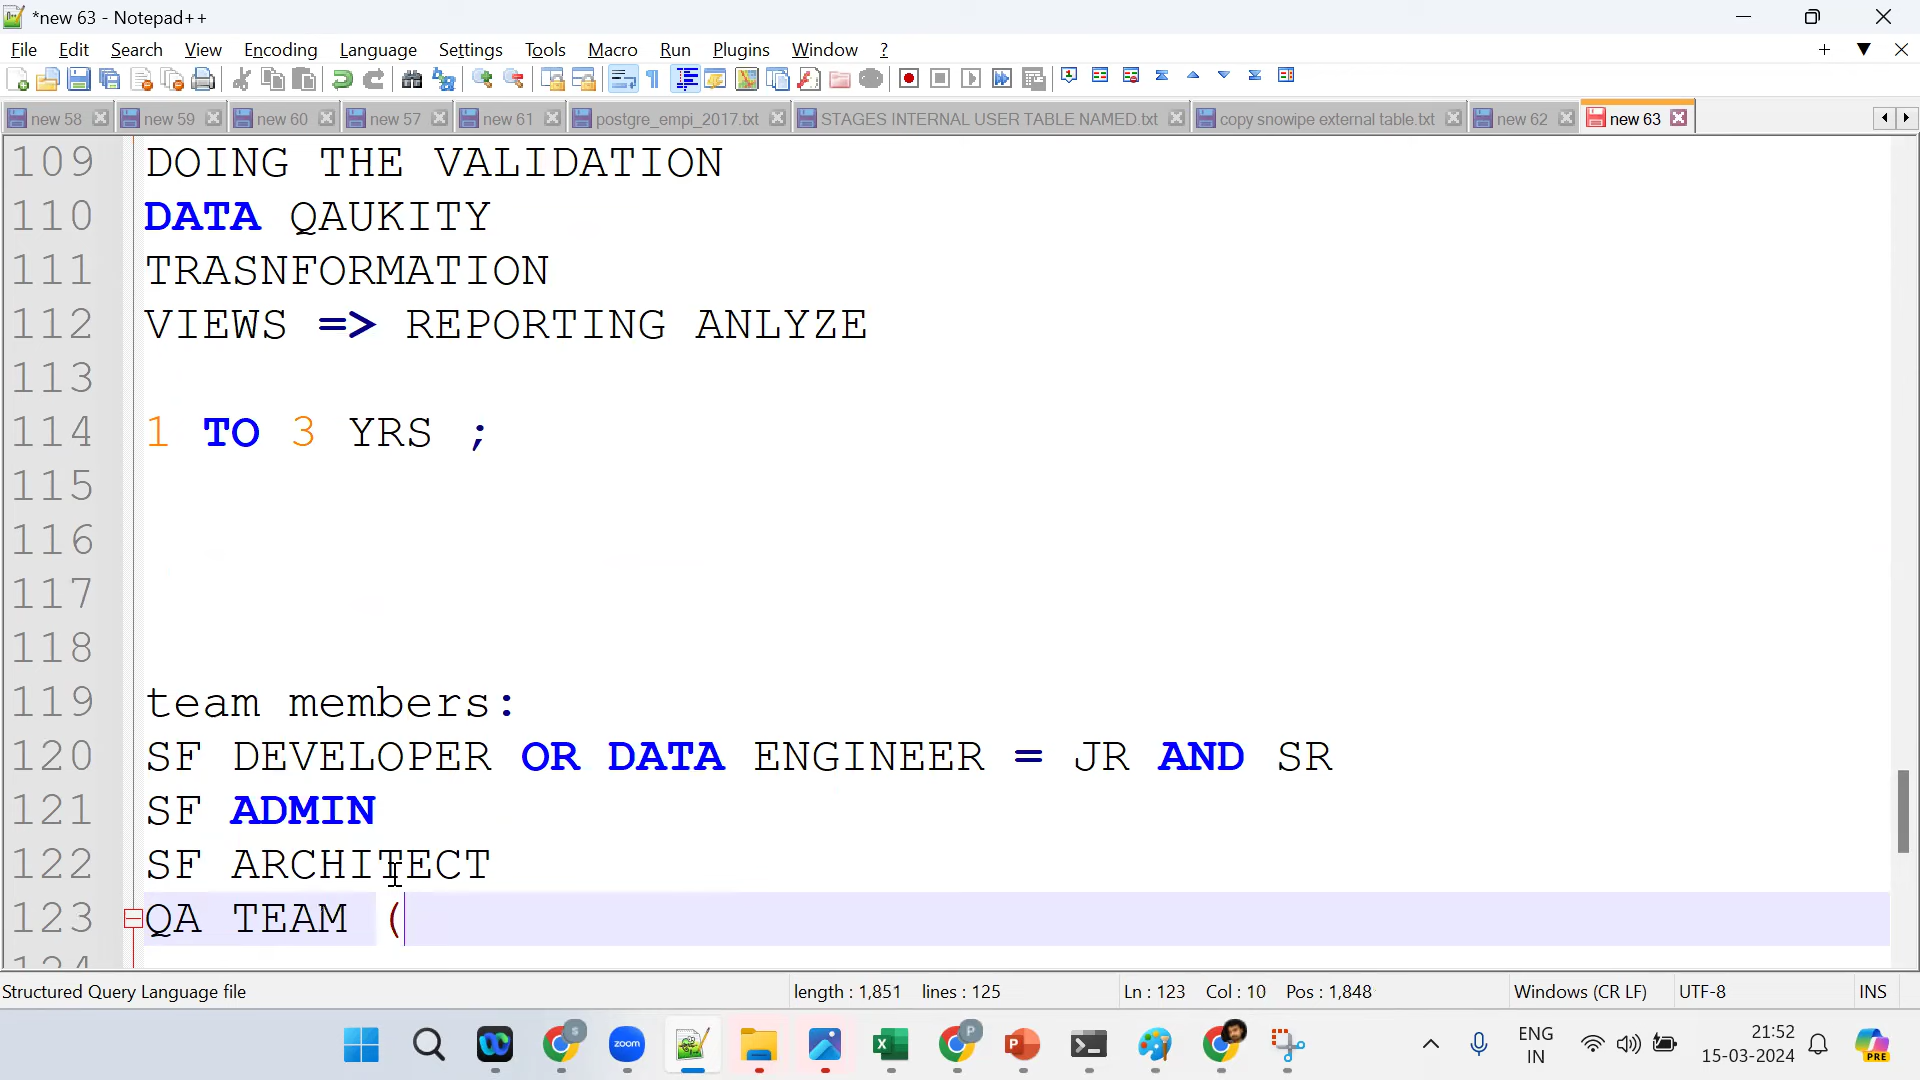 *new 63 - Notepad++
File Edit Search View Encoding Language Settings Tools Macro Run Plugins Window ?
new 58 new 59 new 60 new 57 new 61 postgre_empi_2017.txt STAGES INTERNAL USER TABLE NAMED.txt copy snowipe external table.txt new 62 new 63
109 DOING THE VALIDATION
110 DATA QAUKITY
111 TRASNFORMATION
112 VIEWS => REPORTING ANLYZE
113
114 1 TO 3 YRS ;
115
116
117
118
119 team members:
120 SF DEVELOPER OR DATA ENGINEER = JR AND SR
121 SF ADMIN
122 SF ARCHITECT
123 QA TEAM (
124
Structured Query Language file length : 1,851 lines : 125 Ln : 123 Col : 10 Pos : 1,848 Windows (CR LF) UTF-8 INS
zoom ENG IN 21:52 15-03-2024 PRE